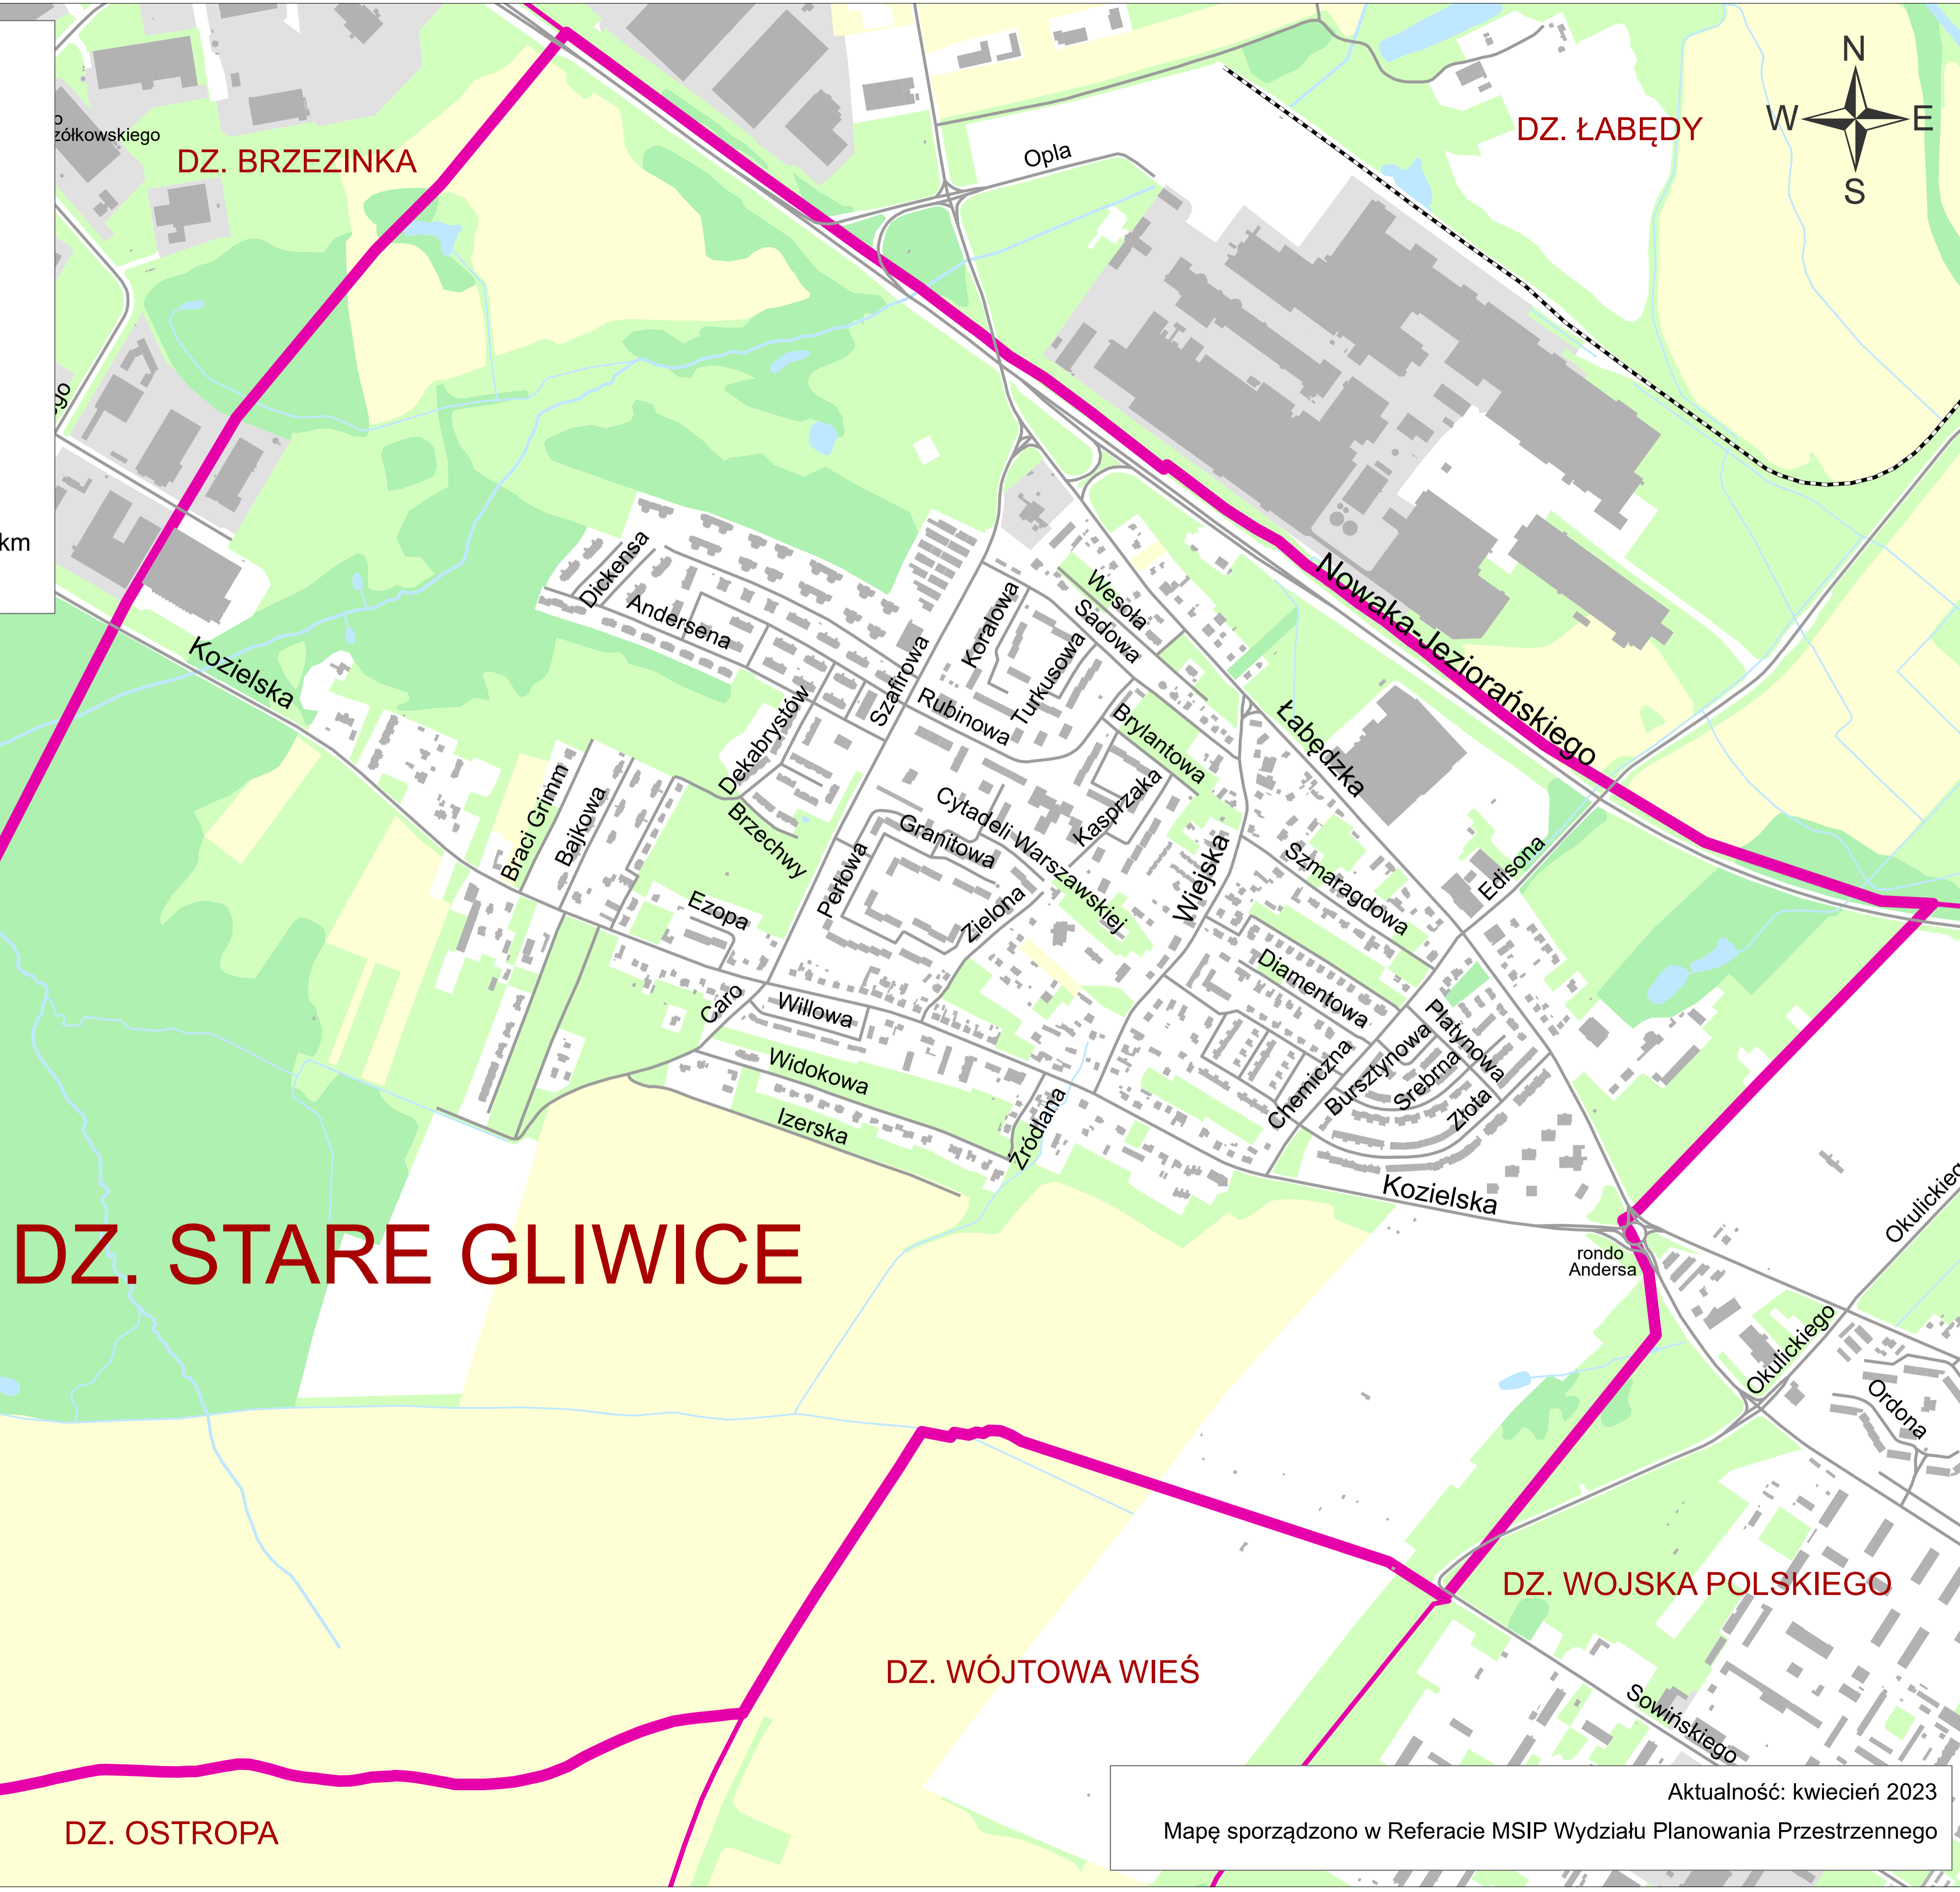 N
W
E
S
DZ. ŁABĘDY
DZ. BRZEZINKA
Opla
km
Dickensa
Andersena
Wesoła
Sadowa
Koralowa
Turkusowa
Nowaka-Jeziorańskiego
Kozielska
Szafirowa
Rubinowa
Dekabrystów
Łabędzka
Brylantowa
Braci Grimm
Bajkowa
Brzechwy
Cytadeli Warszawskiej
Kasprzaka
Granitowa
Perłowa
Wiejska
Szmaragdowa
Edisona
Ezopa
Zielona
Diamentowa
Caro
Willowa
Platynowa
Widokowa
Bursztynowa
Srebrna
Chemiczna
Złota
Izerska
Źródlana
Kozielska
DZ. STARE GLIWICE
rondo
Andersa
Okulickiego
Ordona
DZ. WOJSKA POLSKIEGO
DZ. WÓJTOWA WIEŚ
Sowińskiego
DZ. OSTROPA
Aktualność: kwiecień 2023
Mapę sporządzono w Referacie MSIP Wydziału Planowania Przestrzennego